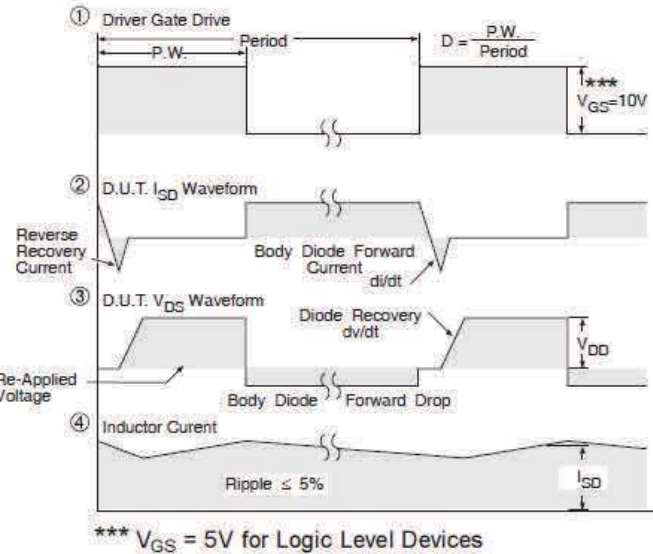 ① Driver Gate Drive
Period
P.W.
D = P.W.
Period
***
VGS=10V
② D.U.T. ISD Waveform
Reverse
Recovery
Current
Body Diode Forward
Current
di/dt
③ D.U.T. VDS Waveform
Diode Recovery
dv/dt
VDD
Re-Applied
Voltage
Body Diode Forward Drop
④ Inductor Curent
Ripple ≤ 5%
ISD
*** VGS = 5V for Logic Level Devices